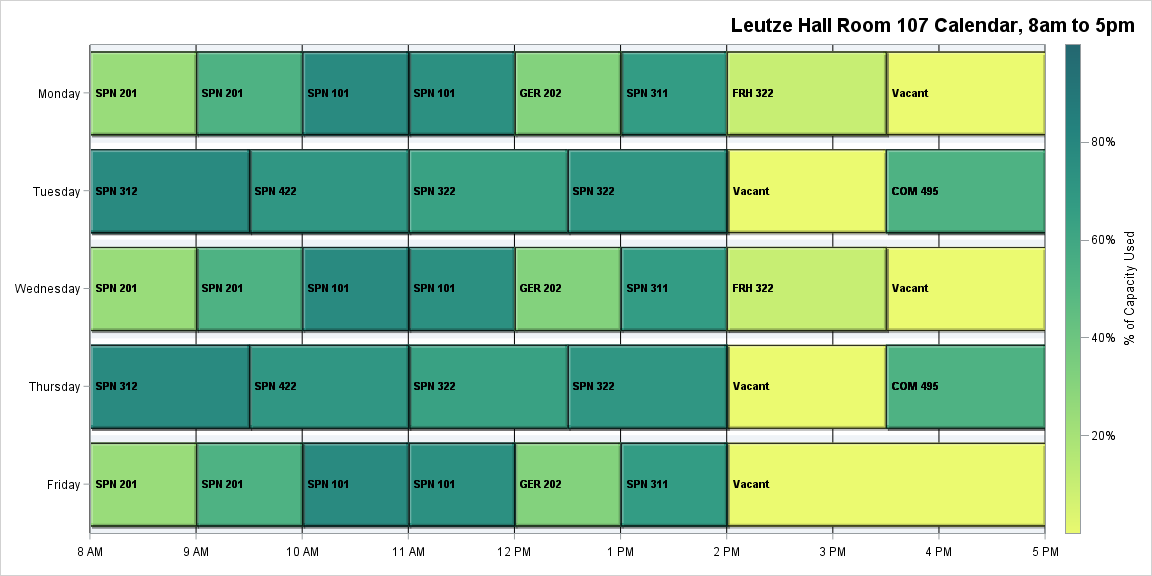 Leutze Hall Room 107 Calendar, 8am to 5pm
Monday SPN 201 SPN 201 SPN 101 SPN 101 GER 202 SPN 311 FRH 322 Vacant
Tuesday SPN 312 SPN 422 SPN 322 SPN 322 Vacant COM 495
Wednesday SPN 201 SPN 201 SPN 101 SPN 101 GER 202 SPN 311 FRH 322 Vacant
Thursday SPN 312 SPN 422 SPN 322 SPN 322 Vacant COM 495
Friday SPN 201 SPN 201 SPN 101 SPN 101 GER 202 SPN 311 Vacant
8 AM 9 AM 10 AM 11 AM 12 PM 1 PM 2 PM 3 PM 4 PM 5 PM
80%
60%
40%
20%
% of Capacity Used